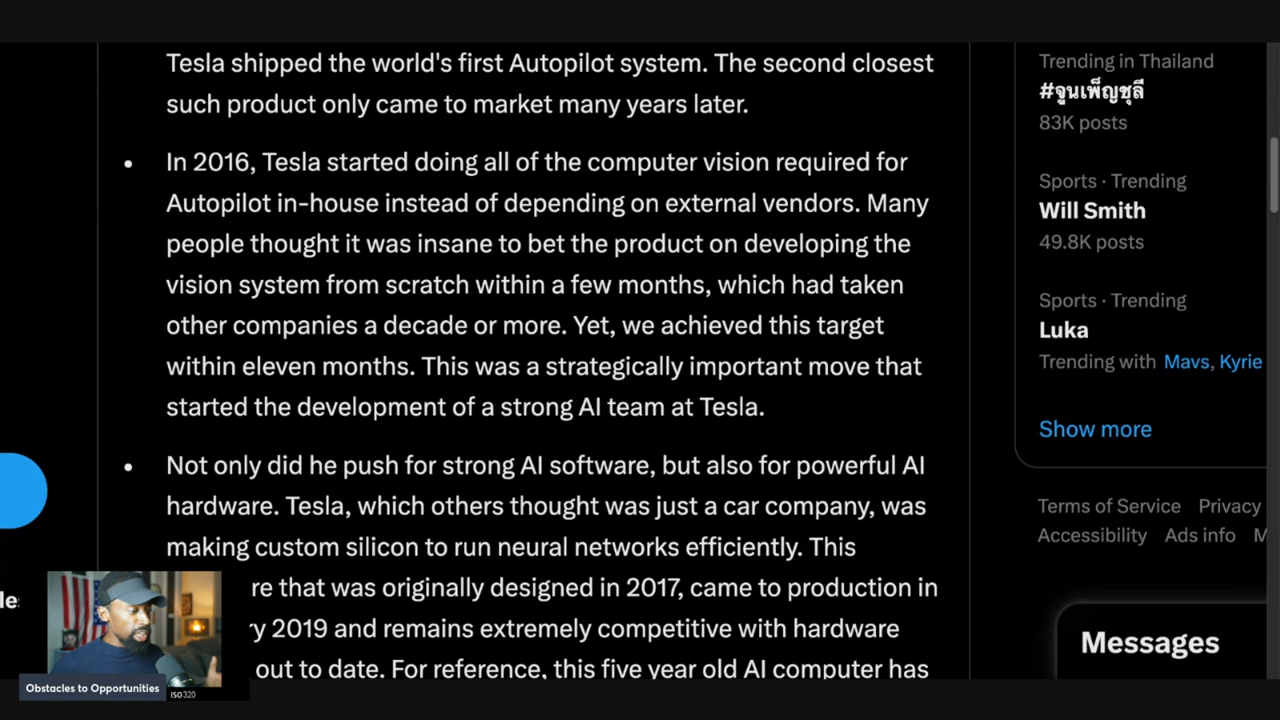 Tesla shipped the world's first Autopilot system. The second closest
such product only came to market many years later.
• In 2016, Tesla started doing all of the computer vision required for
Autopilot in-house instead of depending on external vendors. Many
people thought it was insane to bet the product on developing the
vision system from scratch within a few months, which had taken
other companies a decade or more. Yet, we achieved this target
within eleven months. This was a strategically important move that
started the development of a strong AI team at Tesla.
• Not only did he push for strong AI software, but also for powerful AI
hardware. Tesla, which others thought was just a car company, was
making custom silicon to run neural networks efficiently. This
re that was originally designed in 2017, came to production in
ry 2019 and remains extremely competitive with hardware
out to date. For reference, this five year old AI computer has
Trending in Thailand
#จูนเพ็ญชุลี
83K posts
Sports · Trending
Will Smith
49.8K posts
Sports · Trending
Luka
Trending with Mavs, Kyrie
Show more
Terms of Service Privacy
Accessibility Ads info M
Messages
le
Obstacles to Opportunities
ISO320